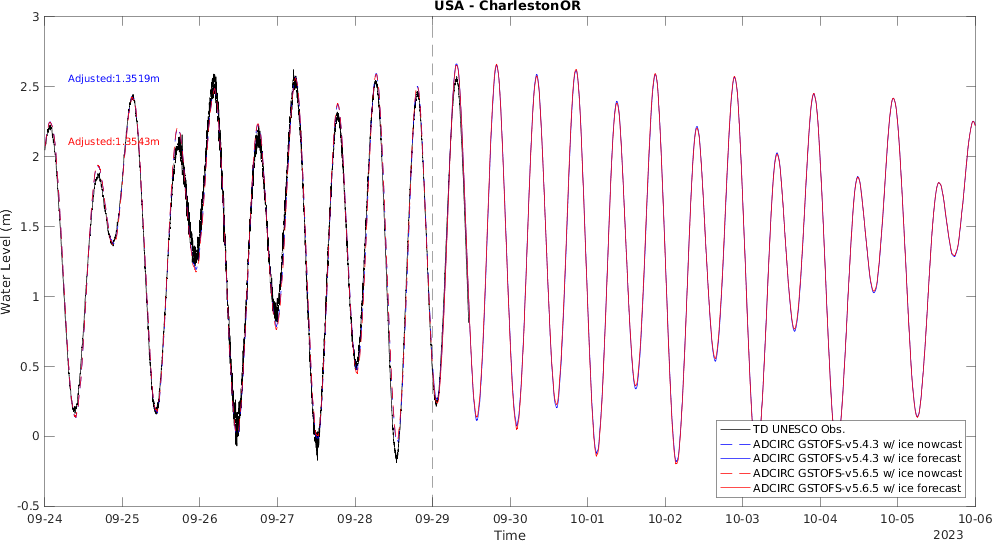 USA - CharlestonOR
3
2.5
2
1.5
1
0.5
0
-0.5
Water Level (m)
Adjusted:1.3519m
Adjusted:1.3543m
TD UNESCO Obs.
ADCIRC GSTOFS-v5.4.3 w/ ice nowcast
ADCIRC GSTOFS-v5.4.3 w/ ice forecast
ADCIRC GSTOFS-v5.6.5 w/ ice nowcast
ADCIRC GSTOFS-v5.6.5 w/ ice forecast
09-24 09-25 09-26 09-27 09-28 09-29 09-30 10-01 10-02 10-03 10-04 10-05 10-06
Time
2023